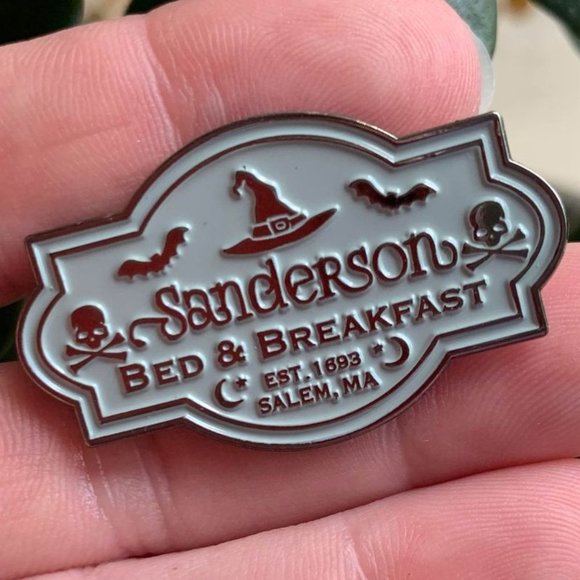 Sanderson
BED & BREAKFAST
EST. 1693
SALEM, MA